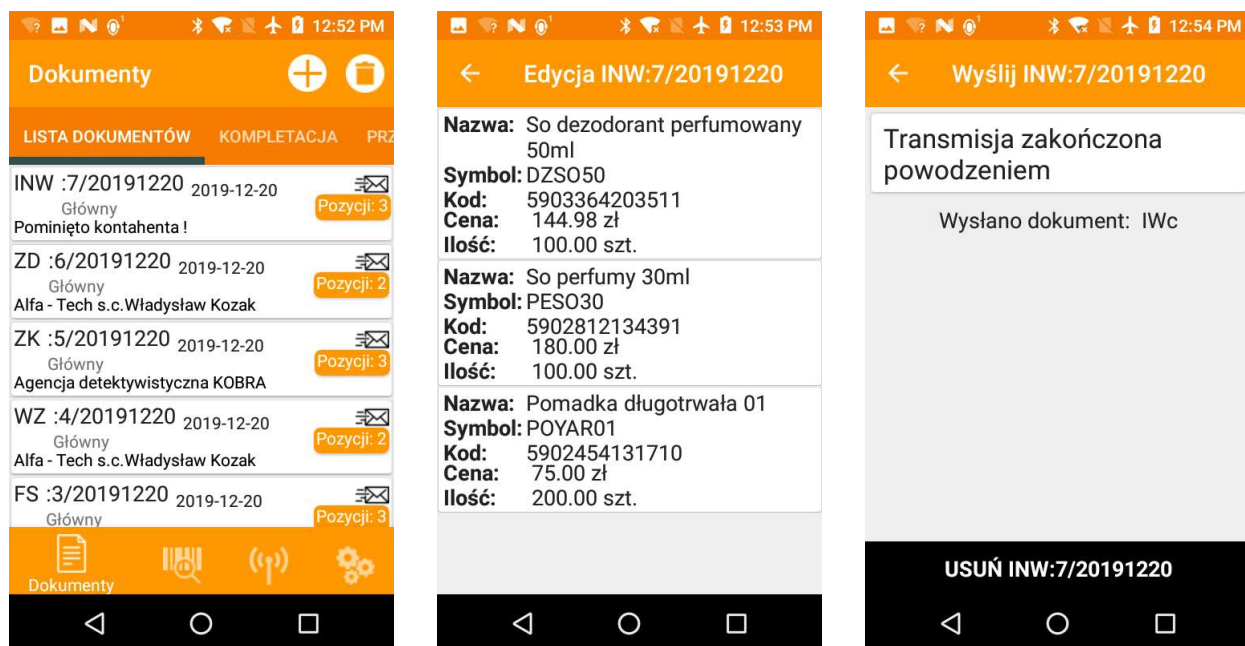 12:52 PM
Dokumenty
LISTA DOKUMENTÓW KOMPLETACJA PRZ
INW :7/20191220 2019-12-20
Główny
Pozycji: 3
Pominięto kontahenta !
ZD :6/20191220 2019-12-20
Główny
Pozycji: 2
Alfa - Tech s.c.Władysław Kozak
ZK :5/20191220 2019-12-20
Główny
Pozycji: 3
Agencja detektywistyczna KOBRA
WZ :4/20191220 2019-12-20
Główny
Pozycji: 2
Alfa - Tech s.c.Władysław Kozak
FS :3/20191220 2019-12-20
Główny
Pozycji: 3
Dokumenty
12:53 PM
Edycja INW:7/20191220
Nazwa: So dezodorant perfumowany
50ml
Symbol: DZSO50
Kod: 5903364203511
Cena: 144.98 zł
Ilość: 100.00 szt.
Nazwa: So perfumy 30ml
Symbol: PESO30
Kod: 5902812134391
Cena: 180.00 zł
Ilość: 100.00 szt.
Nazwa: Pomadka długotrwała 01
Symbol: POYAR01
Kod: 5902454131710
Cena: 75.00 zł
Ilość: 200.00 szt.
12:54 PM
Wyślij INW:7/20191220
Transmisja zakończona
powodzeniem
Wysłano dokument: IWc
USUŃ INW:7/20191220